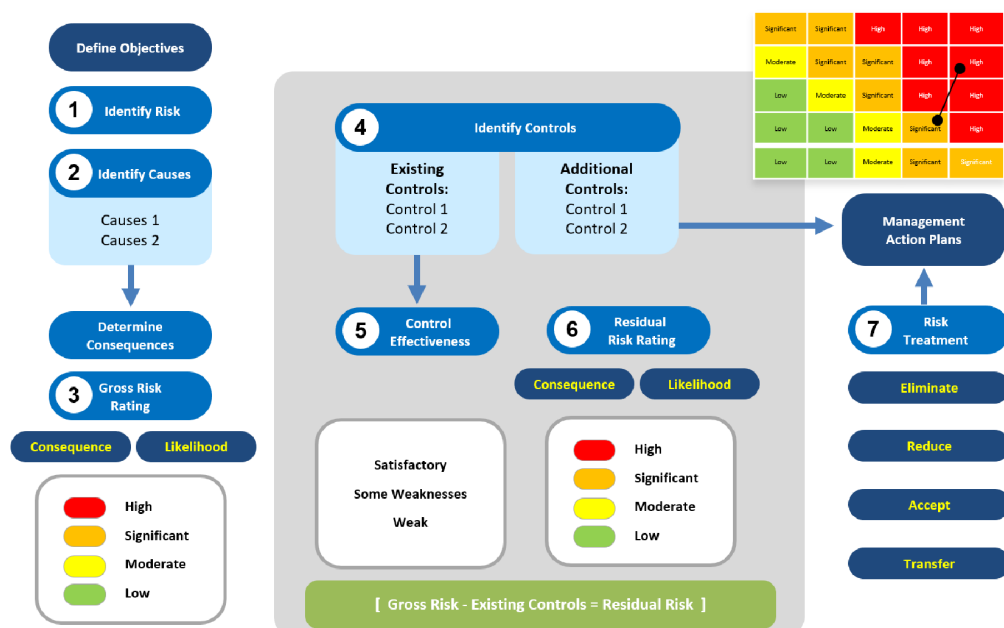 Define Objectives
1
Identify Risk
2
Identify Causes
Causes 1
Causes 2
Determine
Consequences
3
Gross Risk
Rating
Consequence
Likelihood
High
Significant
Moderate
Low
4
Identify Controls
Existing
Controls:
Control 1
Control 2
Additional
Controls:
Control 1
Control 2
5
Control
Effectiveness
Satisfactory
Some Weaknesses
Weak
6
Residual
Risk Rating
Consequence
Likelihood
High
Significant
Moderate
Low
[ Gross Risk - Existing Controls = Residual Risk ]
Significant Significant High High High
Moderate Significant Significant High High
Low Moderate Significant High High
Low Low Moderate Significant High
Low Low Moderate Significant Significant
Management
Action Plans
7
Risk
Treatment
Eliminate
Reduce
Accept
Transfer